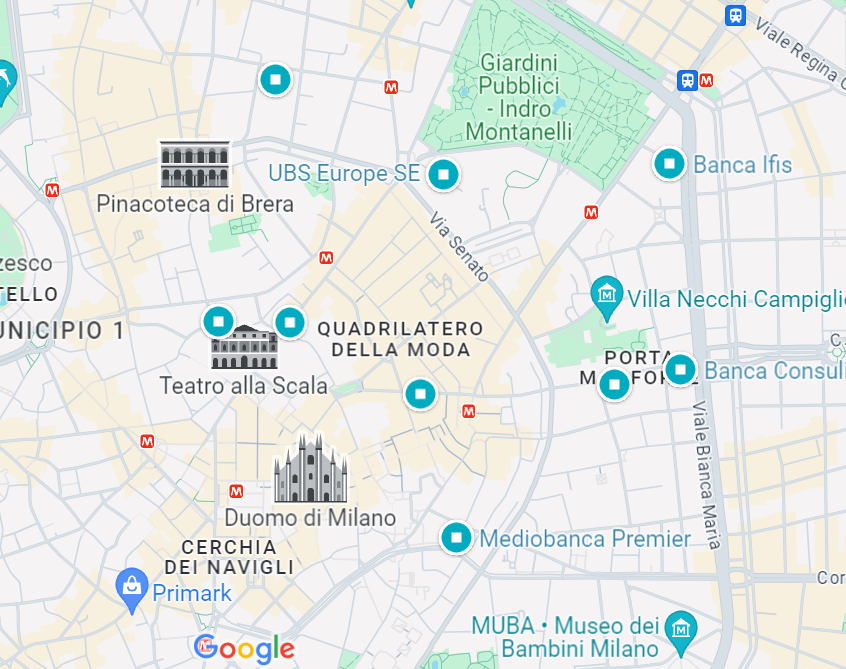 Viale Regina G
Giardini
Pubblici
- Indro
Montanelli
M
M
UBS Europe SE
Banca Ifis
M
Pinacoteca di Brera
M
Via Senato
M
zesco
TELLO
UNICIPIO 1
Villa Necchi Campiglio
QUADRILATERO
DELLA MODA
PORTA
M FORTE
Teatro alla Scala
Banca Consuli
C
M
M
Viale Bianca Maria
M
Duomo di Milano
Mediobanca Premier
CERCHIA
DEI NAVIGLI
Cor
Primark
MUBA • Museo dei
Bambini Milano
M
Google